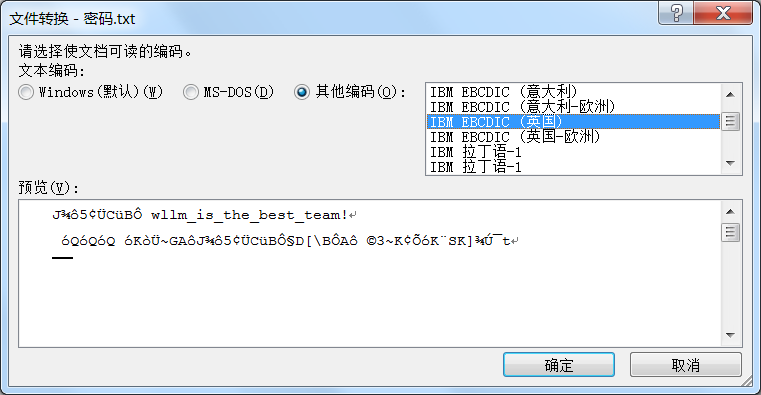 文件转换 - 密码.txt
请选择使文档可读的编码。
文本编码:
Windows(默认)(W) MS-DOS(D) 其他编码(O):
IBM EBCDIC (意大利)
IBM EBCDIC (意大利-欧洲)
IBM EBCDIC (英国)
IBM EBCDIC (英国-欧洲)
IBM 拉丁语-1
IBM 拉丁语-1
预览(V):
J¾ô5¢ÜCüBÔ wllm_is_the_best_team!
óQóQóQ óKòÜ~GAôJ¾ô5¢ÜCüBÔ§D[\BÔAô ©3~K¢ÕóK¨SK]¾Ú¯t
确定 取消